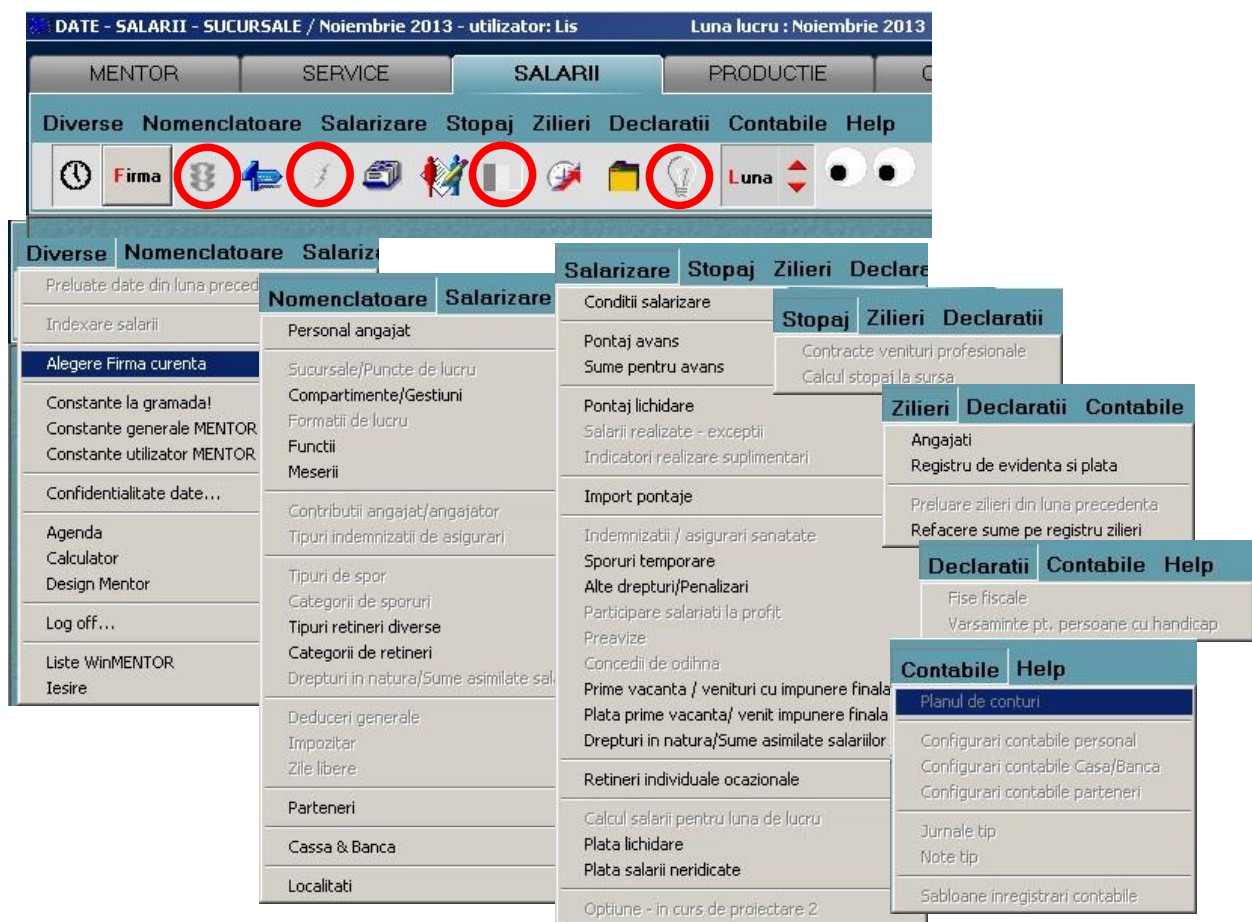 DATE - SALARII - SUCURSALE / Noiembrie 2013 - utilizator: Lis Luna lucru : Noiembrie 2013
MENTOR SERVICE SALARII PRODUCTIE
Diverse Nomenclatoare Salarizare Stopaj Zilieri Declaratii Contabile Help
Firma Luna
Diverse Nomenclatoare Salariz
Preluate date din luna preced
Indexare salarii
Alegere Firma curenta
Constante la gramada!
Constante generale MENTOR
Constante utilizator MENTOR
Confidentialitate date...
Agenda
Calculator
Design Mentor
Log off...
Liste WinMENTOR
Iesire
Nomenclatoare Salarizare
Personal angajat
Sucursale/Puncte de lucru
Compartimente/Gestiuni
Formatii de lucru
Functii
Meserii
Contributii angajat/angajator
Tipuri indemnizatii de asigurari
Tipuri de spor
Categorii de sporuri
Tipuri retineri diverse
Categorii de retineri
Drepturi in natura/Sume asimilate sal
Deduceri generale
Impozitar
Zile libere
Parteneri
Cassa & Banca
Localitati
Salarizare Stopaj Zilieri Declara
Conditii salarizare
Pontaj avans
Sume pentru avans
Pontaj lichidare
Salarii realizate - exceptii
Indicatori realizare suplimentari
Import pontaje
Indemnizatii / asigurari sanatate
Sporuri temporare
Alte drepturi/Penalizari
Participare salariati la profit
Preavize
Concedii de odihna
Prime vacanta / venituri cu impunere finala
Plata prime vacanta/ venit impunere finala
Drepturi in natura/Sume asimilate salariilor
Retineri individuale ocazionale
Calcul salarii pentru luna de lucru
Plata lichidare
Plata salarii neridicate
Optiune - in curs de proiectare 2
Stopaj Zilieri Declaratii
Contracte venituri profesionale
Calcul stopaj la sursa
Zilieri Declaratii Contabile
Angajati
Registru de evidenta si plata
Preluare zilieri din luna precedenta
Refacere sume pe registru zilieri
Declaratii Contabile Help
Fise fiscale
Varsaminte pt. persoane cu handicap
Contabile Help
Planul de conturi
Configurari contabile personal
Configurari contabile Casa/Banca
Configurari contabile parteneri
Jurnale tip
Note tip
Sabloane inregistrari contabile